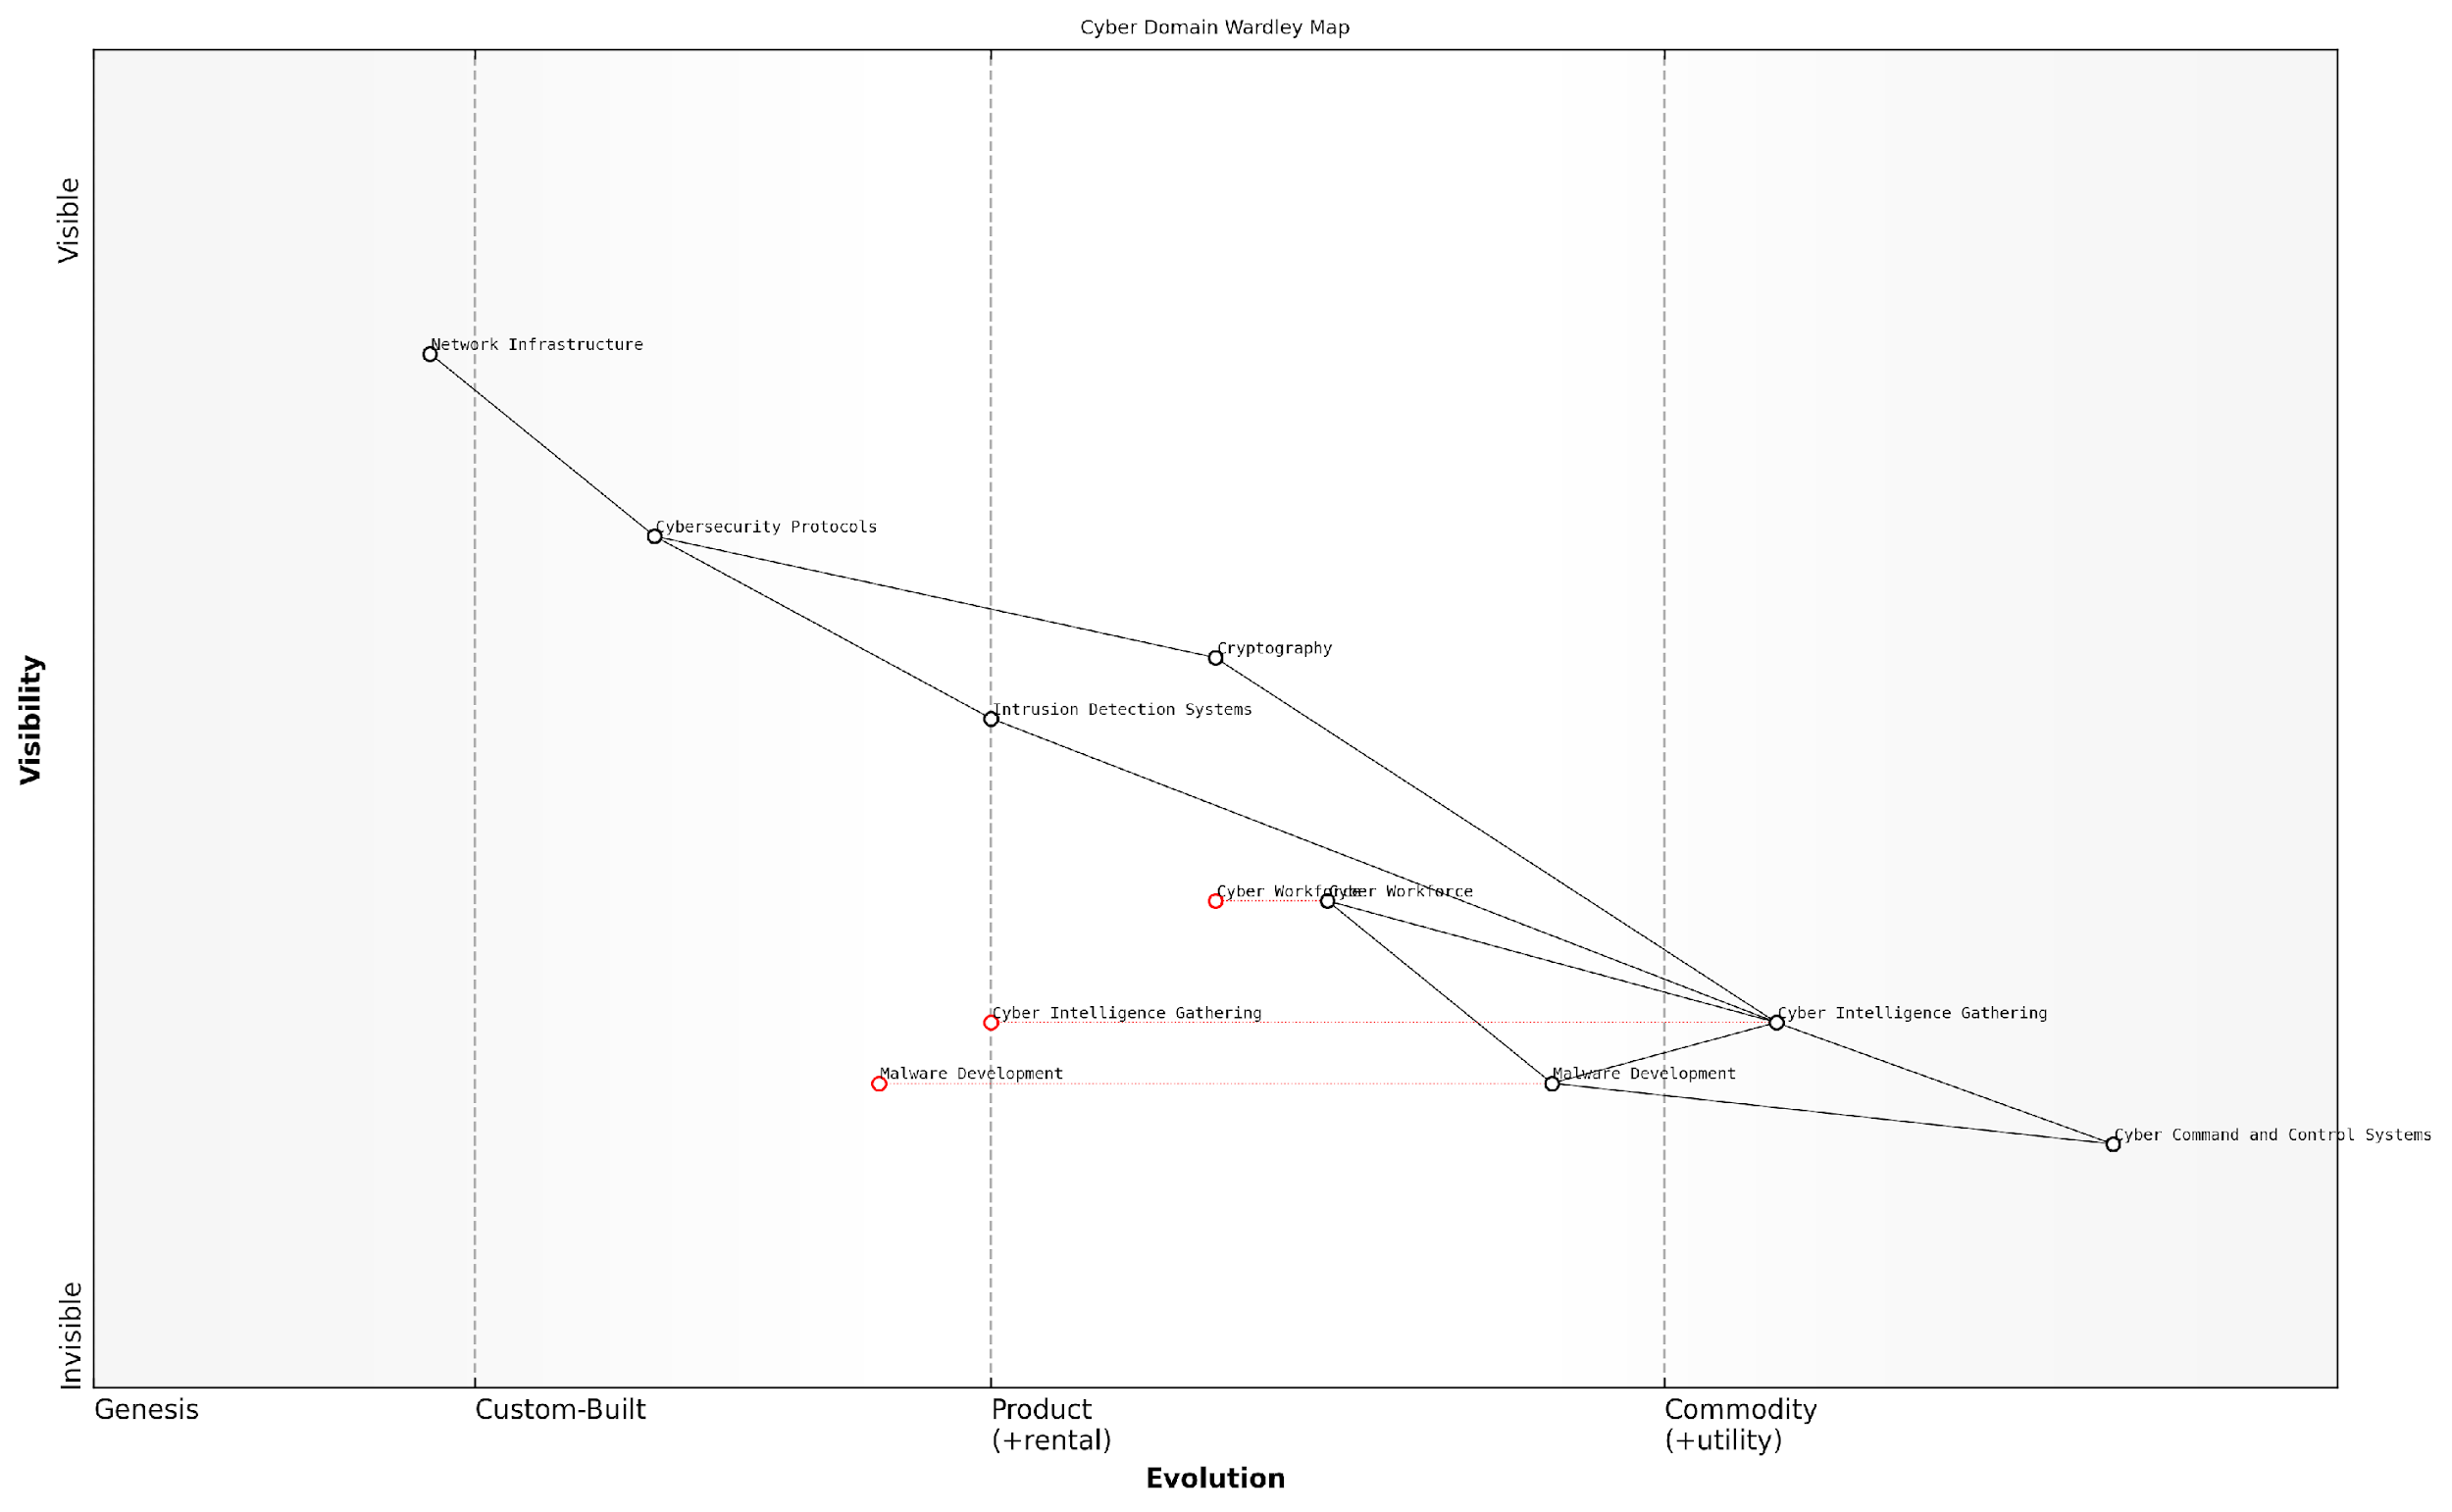 Cyber Domain Wardley Map
Visible
Network Infrastructure
Cybersecurity Protocols
Cryptography
Intrusion Detection Systems
Visibility
Cyber Workforce
Cyber Workforce
Cyber Intelligence Gathering
Cyber Intelligence Gathering
Malware Development
Malware Development
Cyber Command and Control Systems
Invisible
Genesis
Custom-Built
Product
(+rental)
Commodity
(+utility)
Evolution